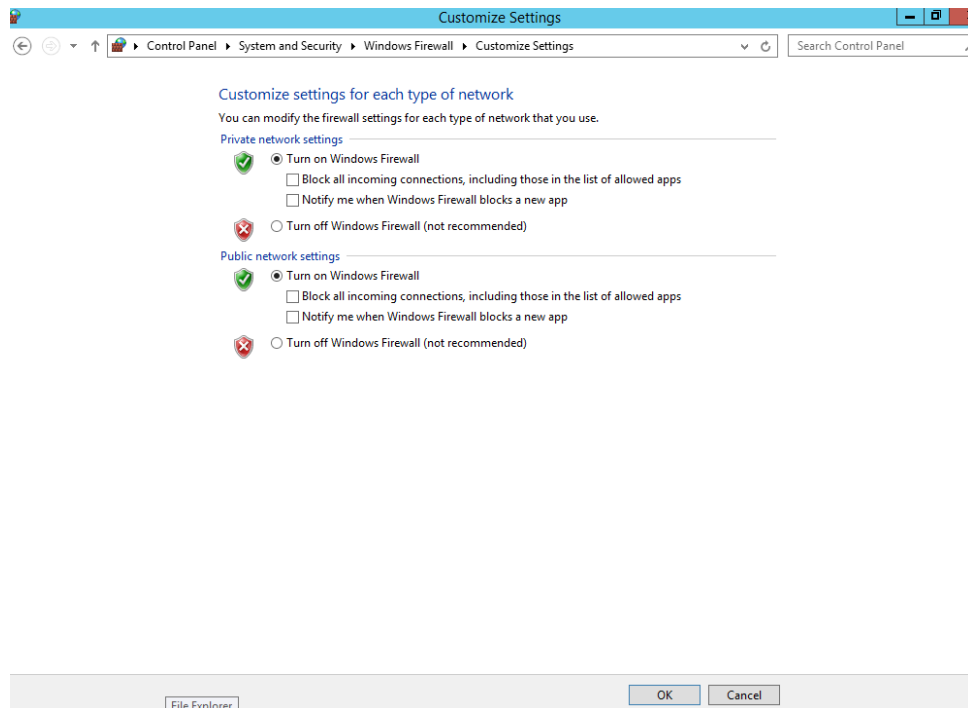 Customize Settings
Control Panel ▸ System and Security ▸ Windows Firewall ▸ Customize Settings
Search Control Panel
Customize settings for each type of network
You can modify the firewall settings for each type of network that you use.
Private network settings
Turn on Windows Firewall
Block all incoming connections, including those in the list of allowed apps
Notify me when Windows Firewall blocks a new app
Turn off Windows Firewall (not recommended)
Public network settings
Turn on Windows Firewall
Block all incoming connections, including those in the list of allowed apps
Notify me when Windows Firewall blocks a new app
Turn off Windows Firewall (not recommended)
OK Cancel
File Explorer